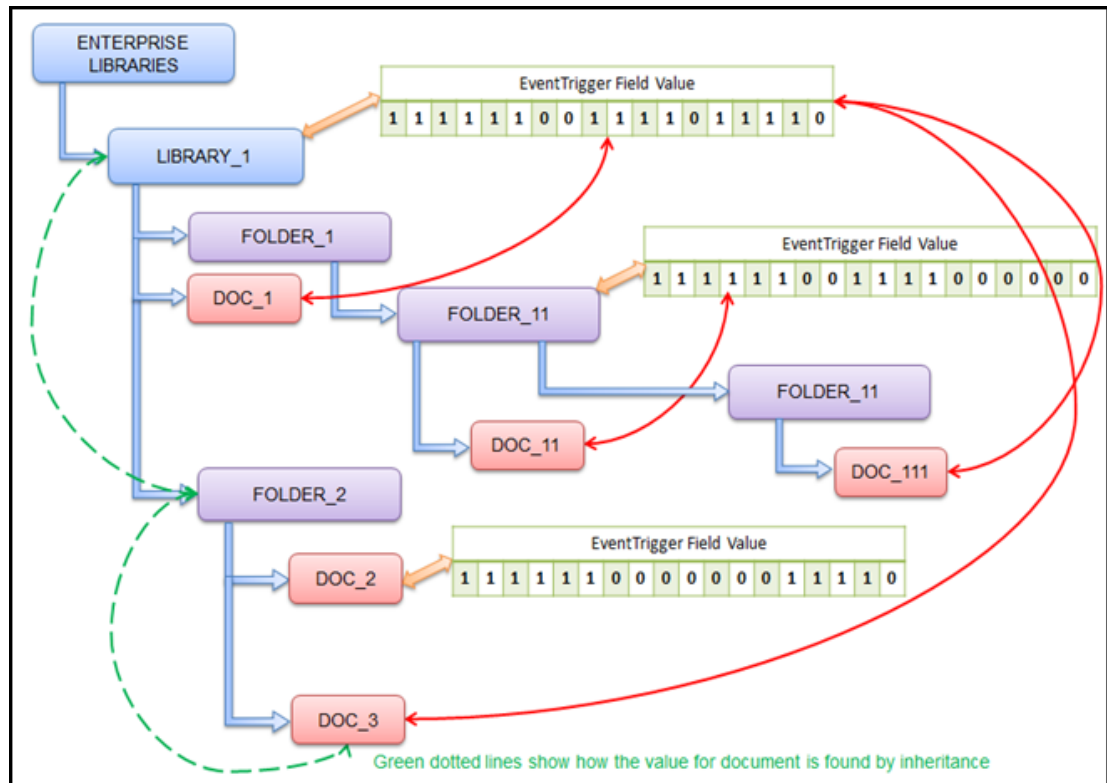 ENTERPRISE
LIBRARIES
EventTrigger Field Value
1 1 1 1 1 1 0 0 1 1 1 1 0 1 1 1 1 0
LIBRARY_1
FOLDER_1
EventTrigger Field Value
1 1 1 1 1 1 0 0 1 1 1 1 0 0 0 0 0 0
DOC_1
FOLDER_11
FOLDER_11
DOC_11
DOC_111
FOLDER_2
EventTrigger Field Value
1 1 1 1 1 1 0 0 0 0 0 0 0 1 1 1 1 0
DOC_2
DOC_3
Green dotted lines show how the value for document is found by inheritance